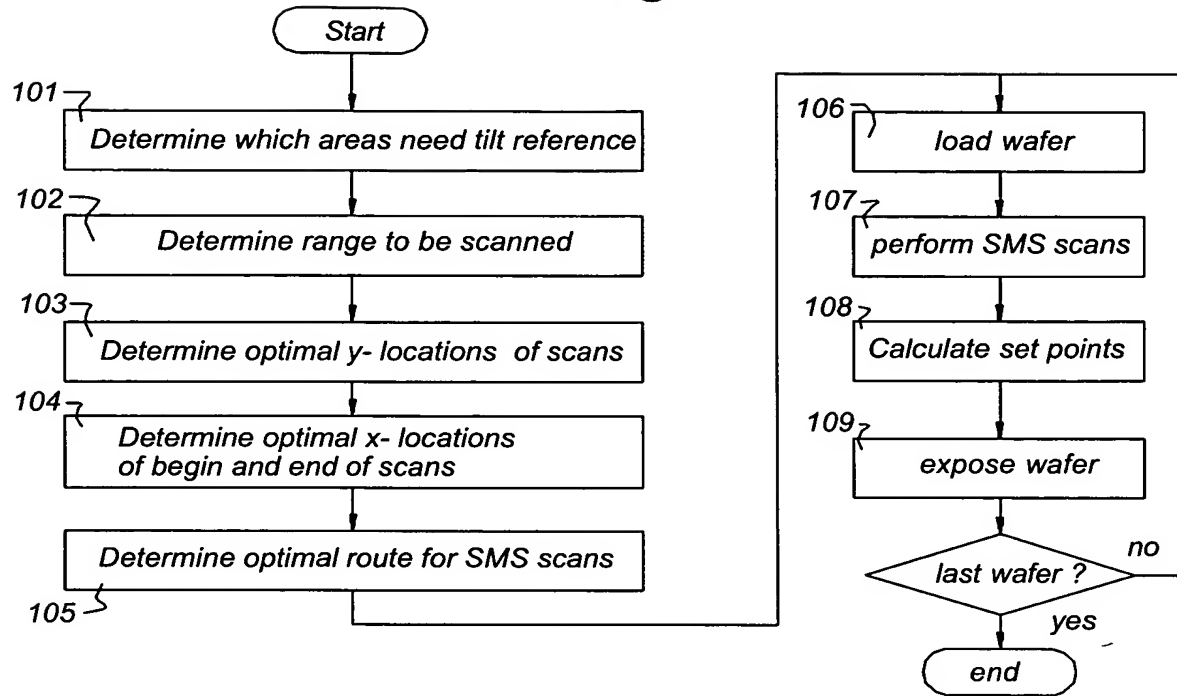 Start
101
Determine which areas need tilt reference
102
Determine range to be scanned
103
Determine optimal y- locations of scans
104
Determine optimal x- locations
of begin and end of scans
Determine optimal route for SMS scans
105
106
load wafer
107
perform SMS scans
108
Calculate set points
109
expose wafer
last wafer ?
no
yes
end